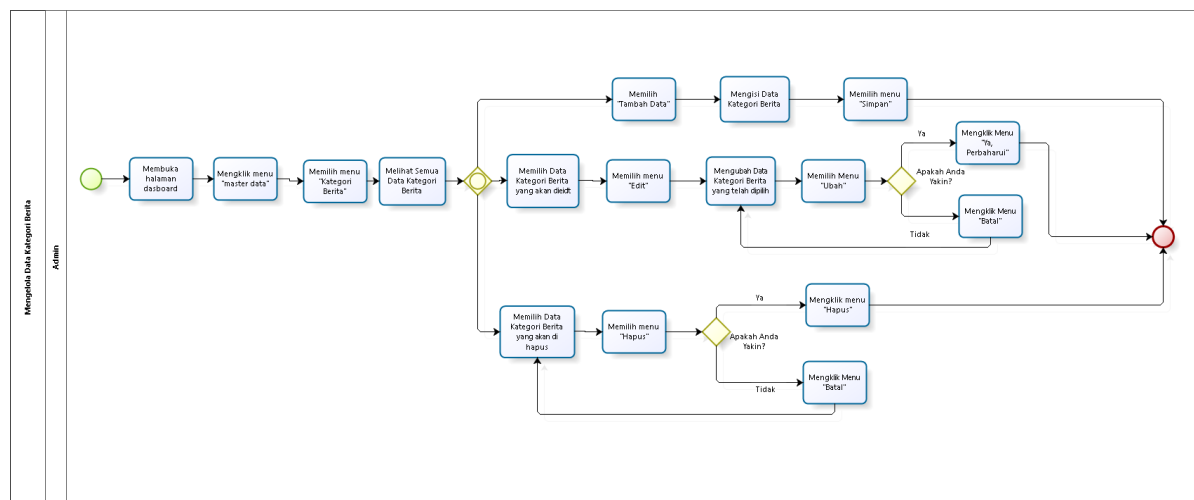 Mengelola Data Kategori Berita
Admin
Membuka
halaman
dasboard
Mengklik menu
"master data"
Memilih menu
"Kategori
Berita"
Melihat Semua
Data Kategori
Berita
Memilih
"Tambah Data"
Mengisi Data
Kategori Berita
Memilih menu
"Simpan"
Memilih Data
Kategori Berita
yang akan dieidt
Memilih menu
"Edit"
Mengubah Data
Kategori Berita
yang telah dipilih
Memilih Menu
"Ubah"
Apakah Anda
Yakin?
Ya
Mengklik Menu
"Ya,
Perbaharui"
Tidak
Mengklik Menu
"Batal"
Memilih Data
Kategori Berita
yang akan di
hapus
Memilih menu
"Hapus"
Apakah Anda
Yakin?
Ya
Mengklik menu
"Hapus"
Tidak
Mengklik Menu
"Batal"